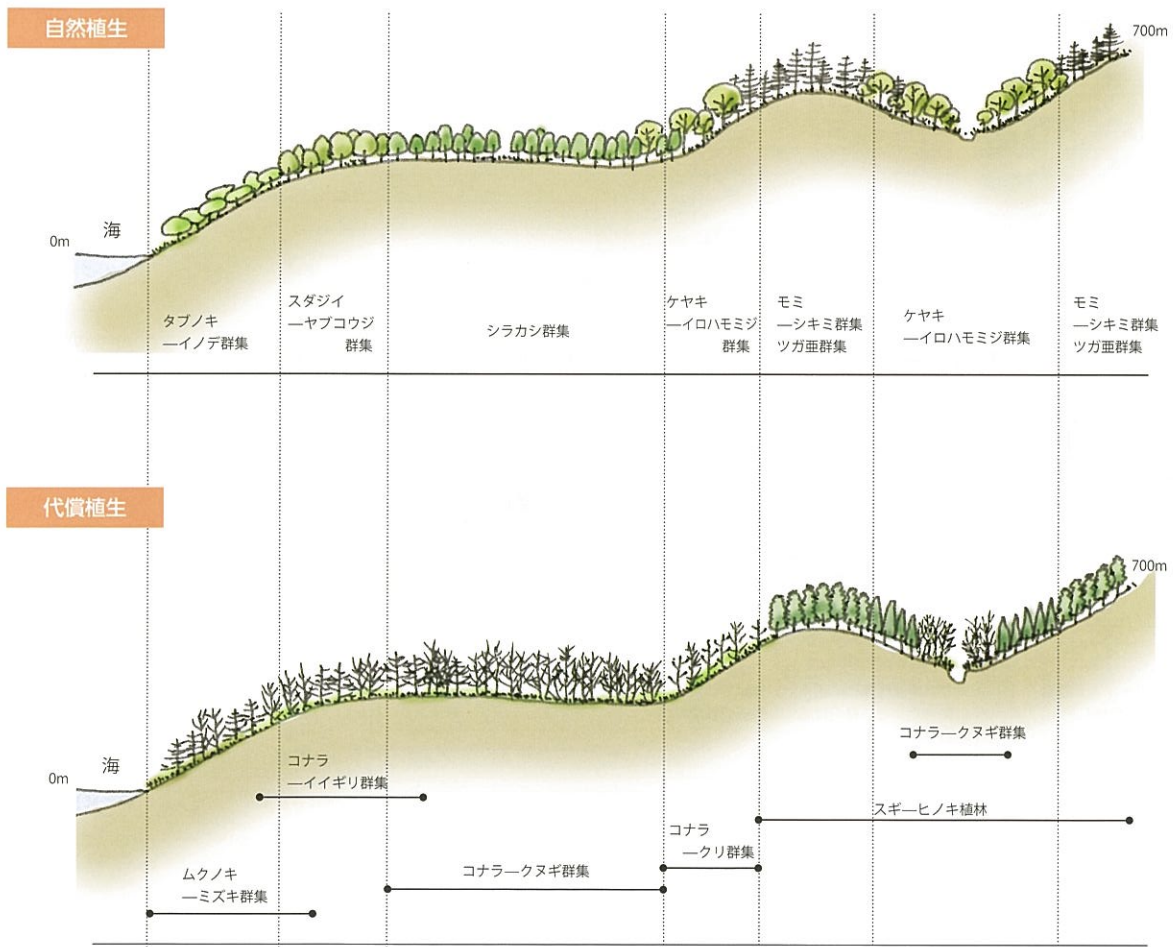 自然植生
700m
0m
海
タブノキ
―イノデ群集
スダジイ
―ヤブコウジ
群集
シラカシ群集
ケヤキ
―イロハモミジ
群集
モミ
―シキミ群集
ツガ亜群集
ケヤキ
―イロハモミジ群集
モミ
―シキミ群集
ツガ亜群集
代償植生
700m
0m
海
コナラ
―イイギリ群集
ムクノキ
―ミズキ群集
コナラ―クヌギ群集
コナラ
―クリ群集
コナラ―クヌギ群集
スギ―ヒノキ植林